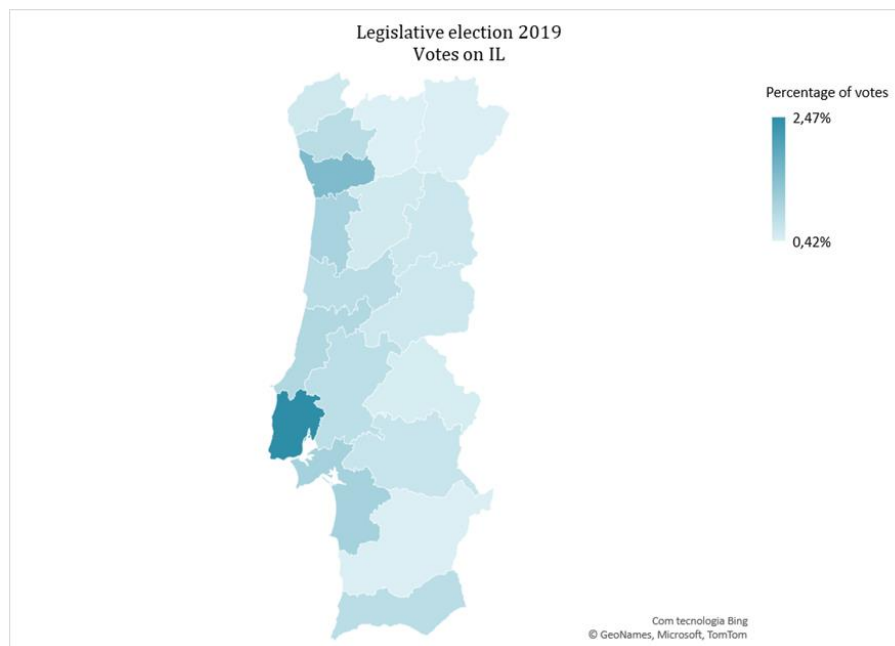 Legislative election 2019
Votes on IL
Percentage of votes
2,47%
0,42%
Com tecnologia Bing
© GeoNames, Microsoft, TomTom